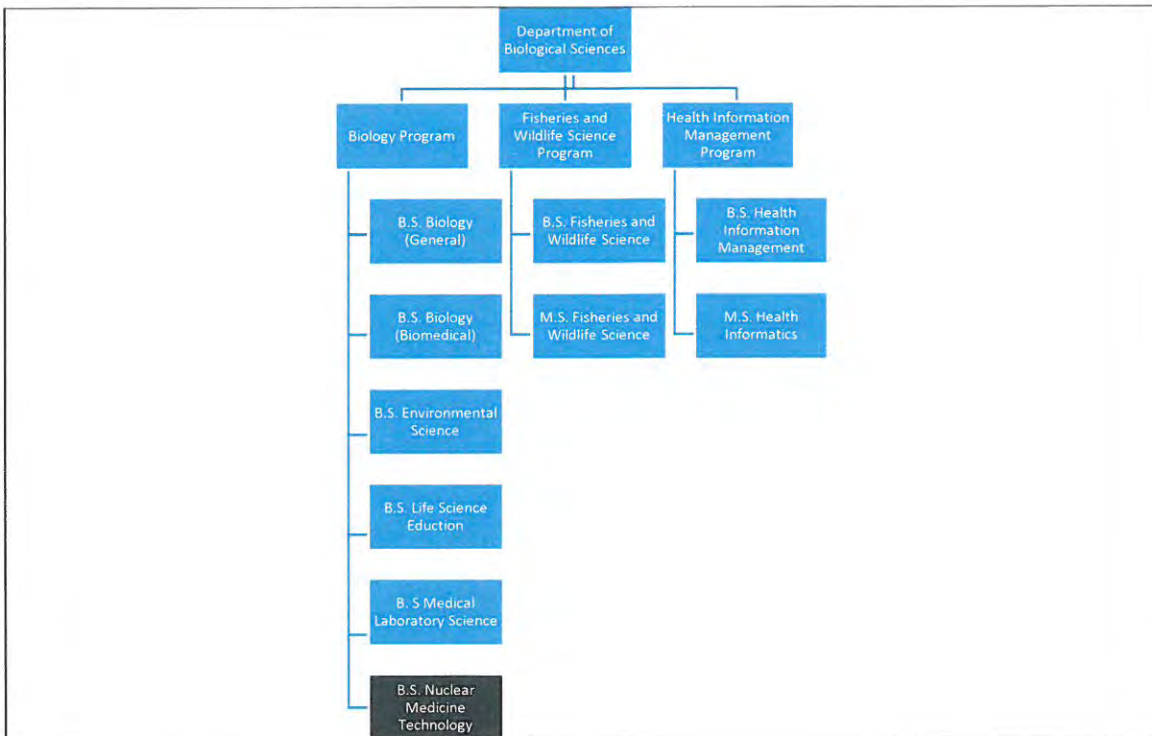 Department of
Biological Sciences
Biology Program
Fisheries and
Wildlife Science
Program
Health Information
Management
Program
B.S. Biology
(General)
B.S. Fisheries and
Wildlife Science
B.S. Health
Information
Management
B.S. Biology
(Biomedical)
M.S. Fisheries and
Wildlife Science
M.S. Health
Informatics
B.S. Environmental
Science
B.S. Life Science
Eduction
B. S Medical
Laboratory Science
B.S. Nuclear
Medicine
Technology